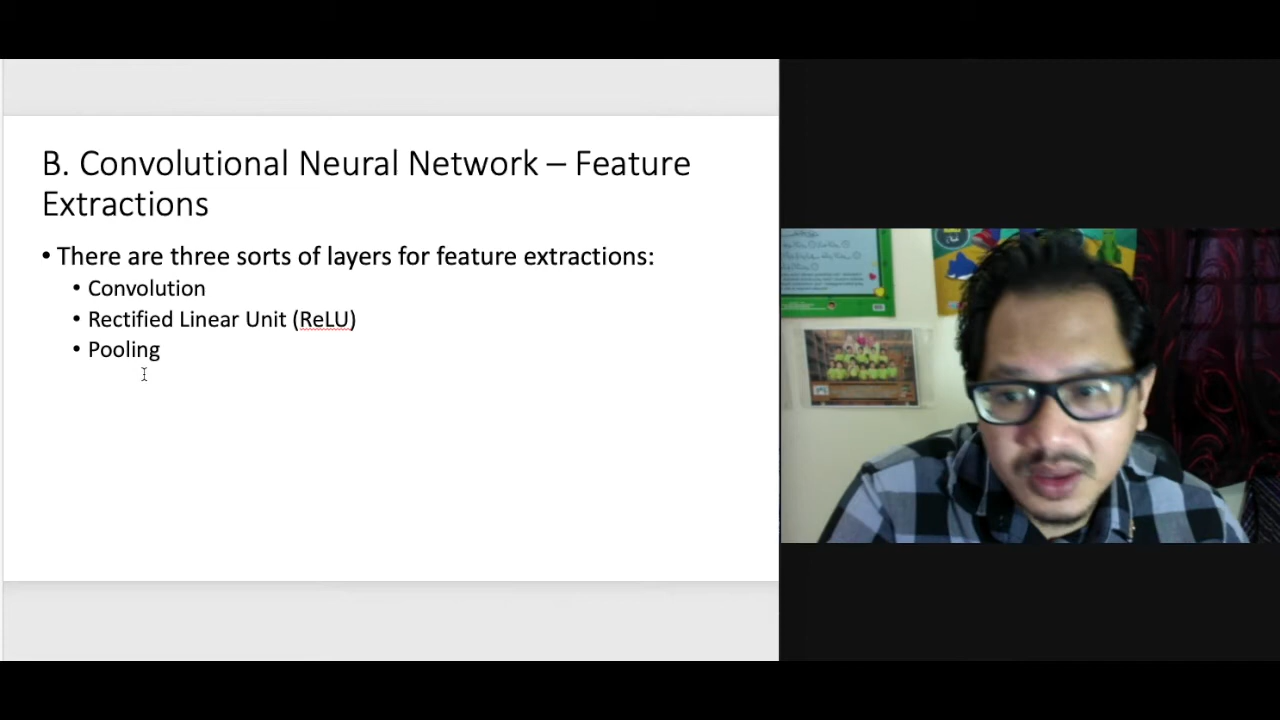 B. Convolutional Neural Network – Feature
Extractions
• There are three sorts of layers for feature extractions:
• Convolution
• Rectified Linear Unit (ReLU)
• Pooling